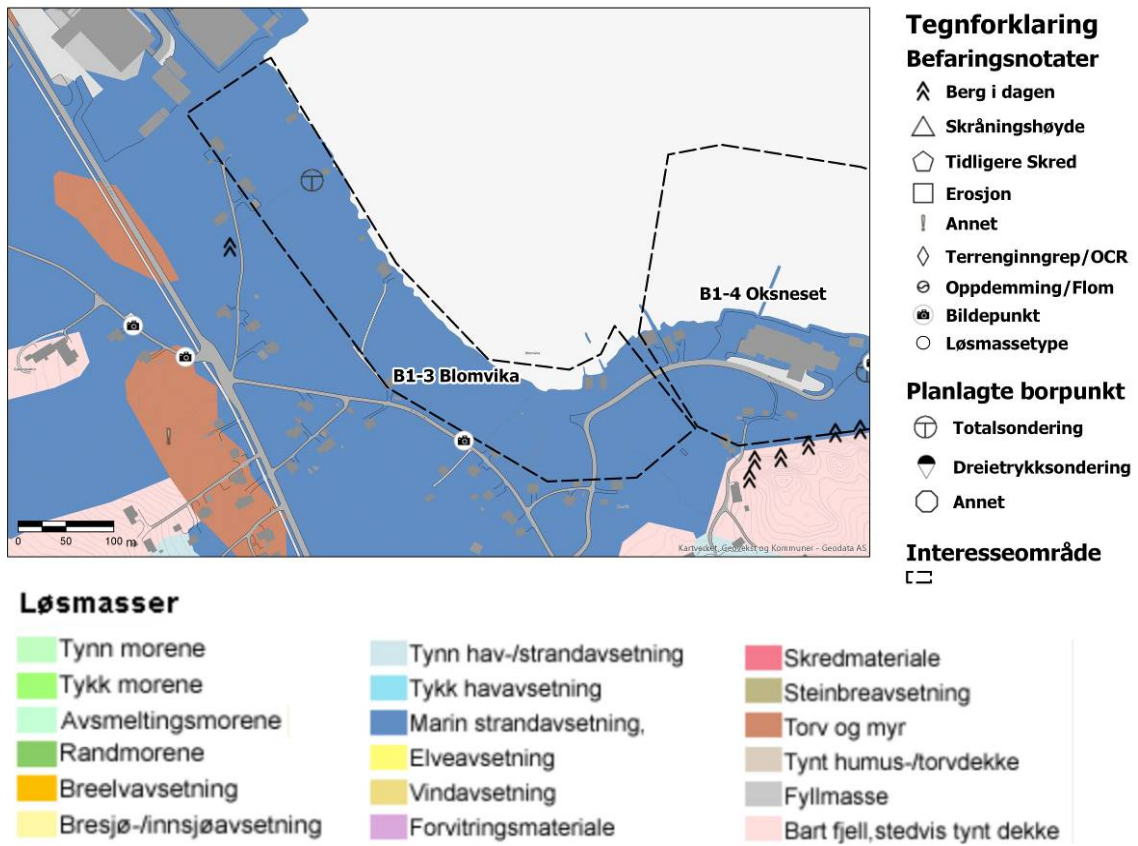 B1-3 Blomvika
B1-4 Oksneset
Blomvika
0 50 100 m
Kartverket, Geovekst og Kommuner - Geodata AS
Tegnforklaring
Befaringsnotater
Berg i dagen
Skråningshøyde
Tidligere Skred
Erosjon
Annet
Terrenginngrep/OCR
Oppdemming/Flom
Bildepunkt
Løsmassetype
Planlagte borpunkt
Totalsondering
Dreietrykksondering
Annet
Interesseområde
Løsmasser
Tynn morene
Tykk morene
Avsmeltingsmorene
Randmorene
Breelvavsetning
Bresjø-/innsjøavsetning
Tynn hav-/strandavsetning
Tykk havavsetning
Marin strandavsetning,
Elveavsetning
Vindavsetning
Forvitringsmateriale
Skredmateriale
Steinbreavsetning
Torv og myr
Tynt humus-/torvdekke
Fyllmasse
Bart fjell,stedvis tynt dekke